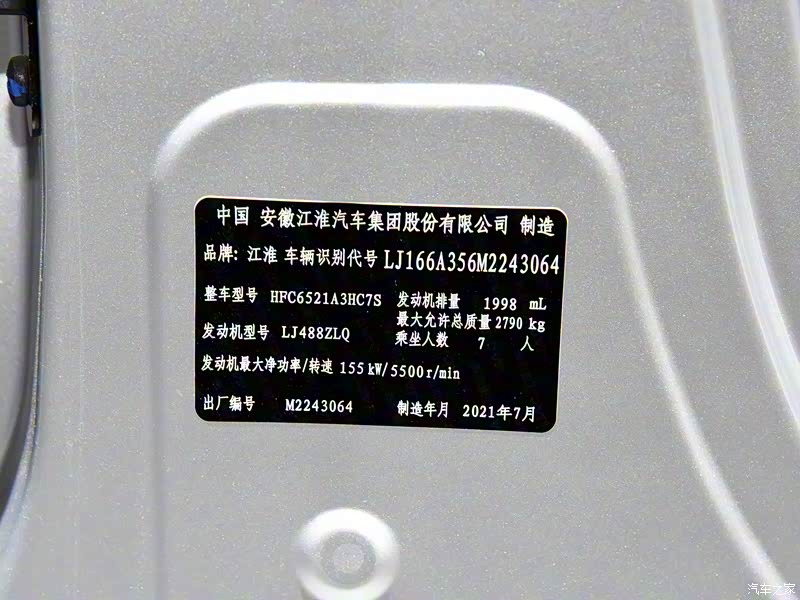 中国 安徽江淮汽车集团股份有限公司 制造
品牌: 江淮 车辆识别代号 LJ166A356M2243064
整车型号 HFC6521A3HC7S 发动机排量 1998 mL
最大允许总质量 2790 kg
发动机型号 LJ488ZLQ 乘坐人数 7 人
发动机最大净功率/转速 155kW/5500r/min
出厂编号 M2243064 制造年月 2021年7月
汽车之家